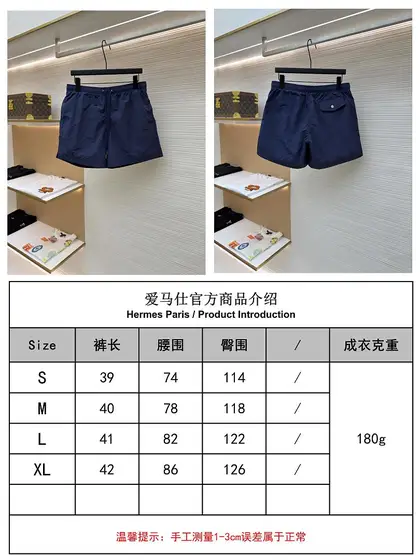 爱马仕官方商品介绍
Hermes Paris / Product Introduction
Size 裤长 腰围 臀围 / 成衣克重
S 39 74 114 /
M 40 78 118 /
L 41 82 122 /
XL 42 86 126 /
180g
温馨提示：手工测量1-3cm误差属于正常